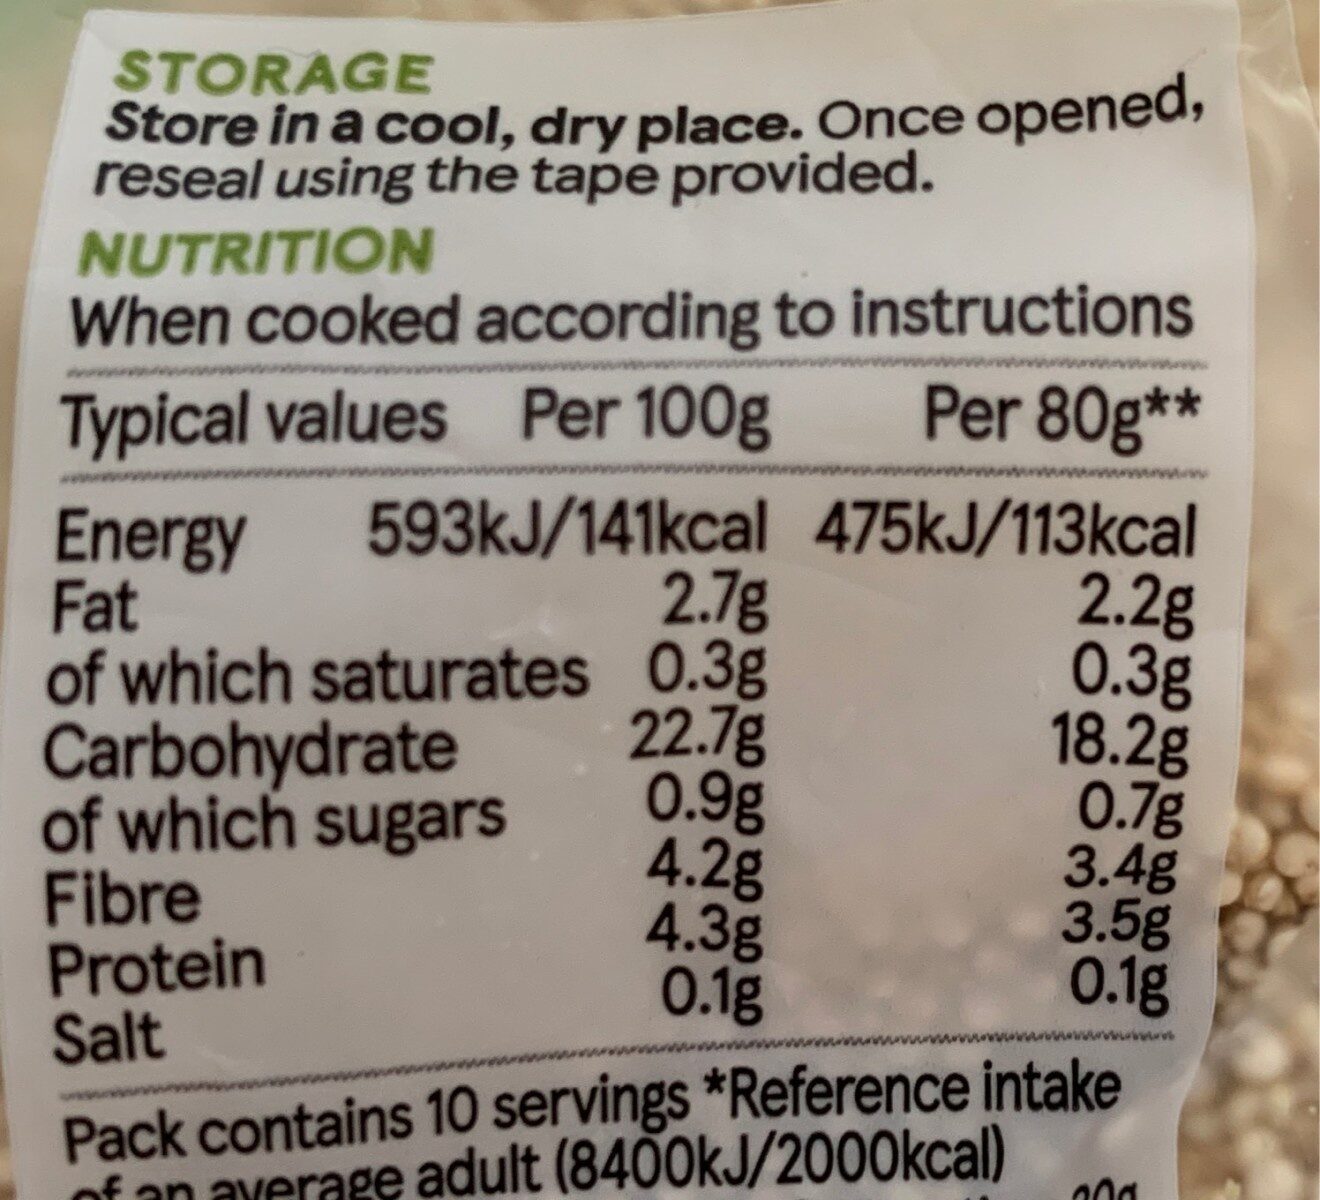 STORAGE
Store in a cool, dry place. Once opened,
reseal using the tape provided.
NUTRITION
When cooked according to instructions
Typical values Per 100g Per 80g**
Energy 593kJ/141kcal 475kJ/113kcal
Fat 2.7g 2.2g
of which saturates 0.3g 0.3g
Carbohydrate 22.7g 18.2g
of which sugars 0.9g 0.7g
Fibre 4.2g 3.4g
Protein 4.3g 3.5g
Salt 0.1g 0.1g
Pack contains 10 servings *Reference intake
of an average adult (8400kJ/2000kcal)